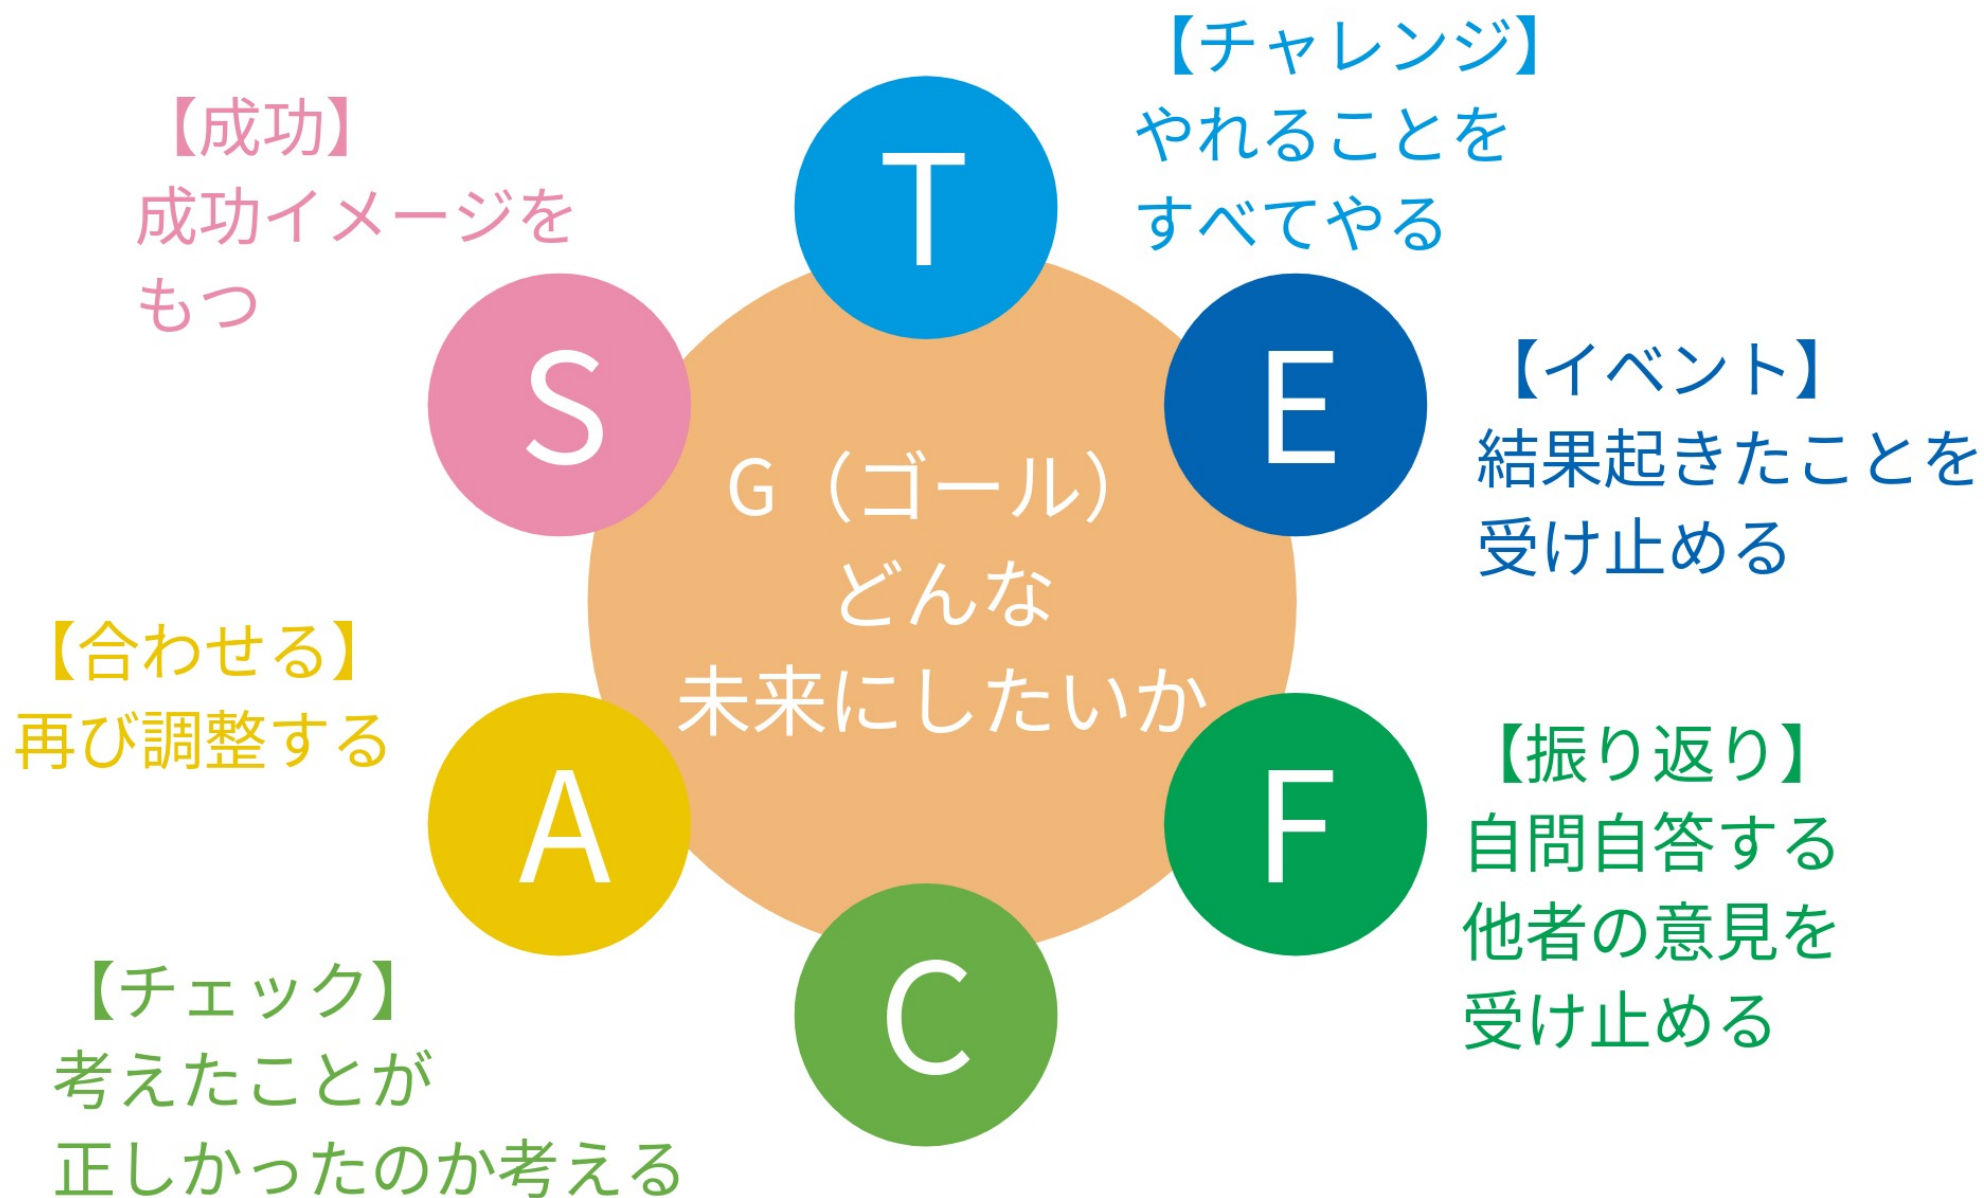 【チャレンジ】
やれることを
すべてやる
T
【成功】
成功イメージを
もつ
S
E
【イベント】
結果起きたことを
受け止める
G（ゴール）
どんな
未来にしたいか
【合わせる】
再び調整する
A
F
【振り返り】
自問自答する
他者の意見を
受け止める
C
【チェック】
考えたことが
正しかったのか考える